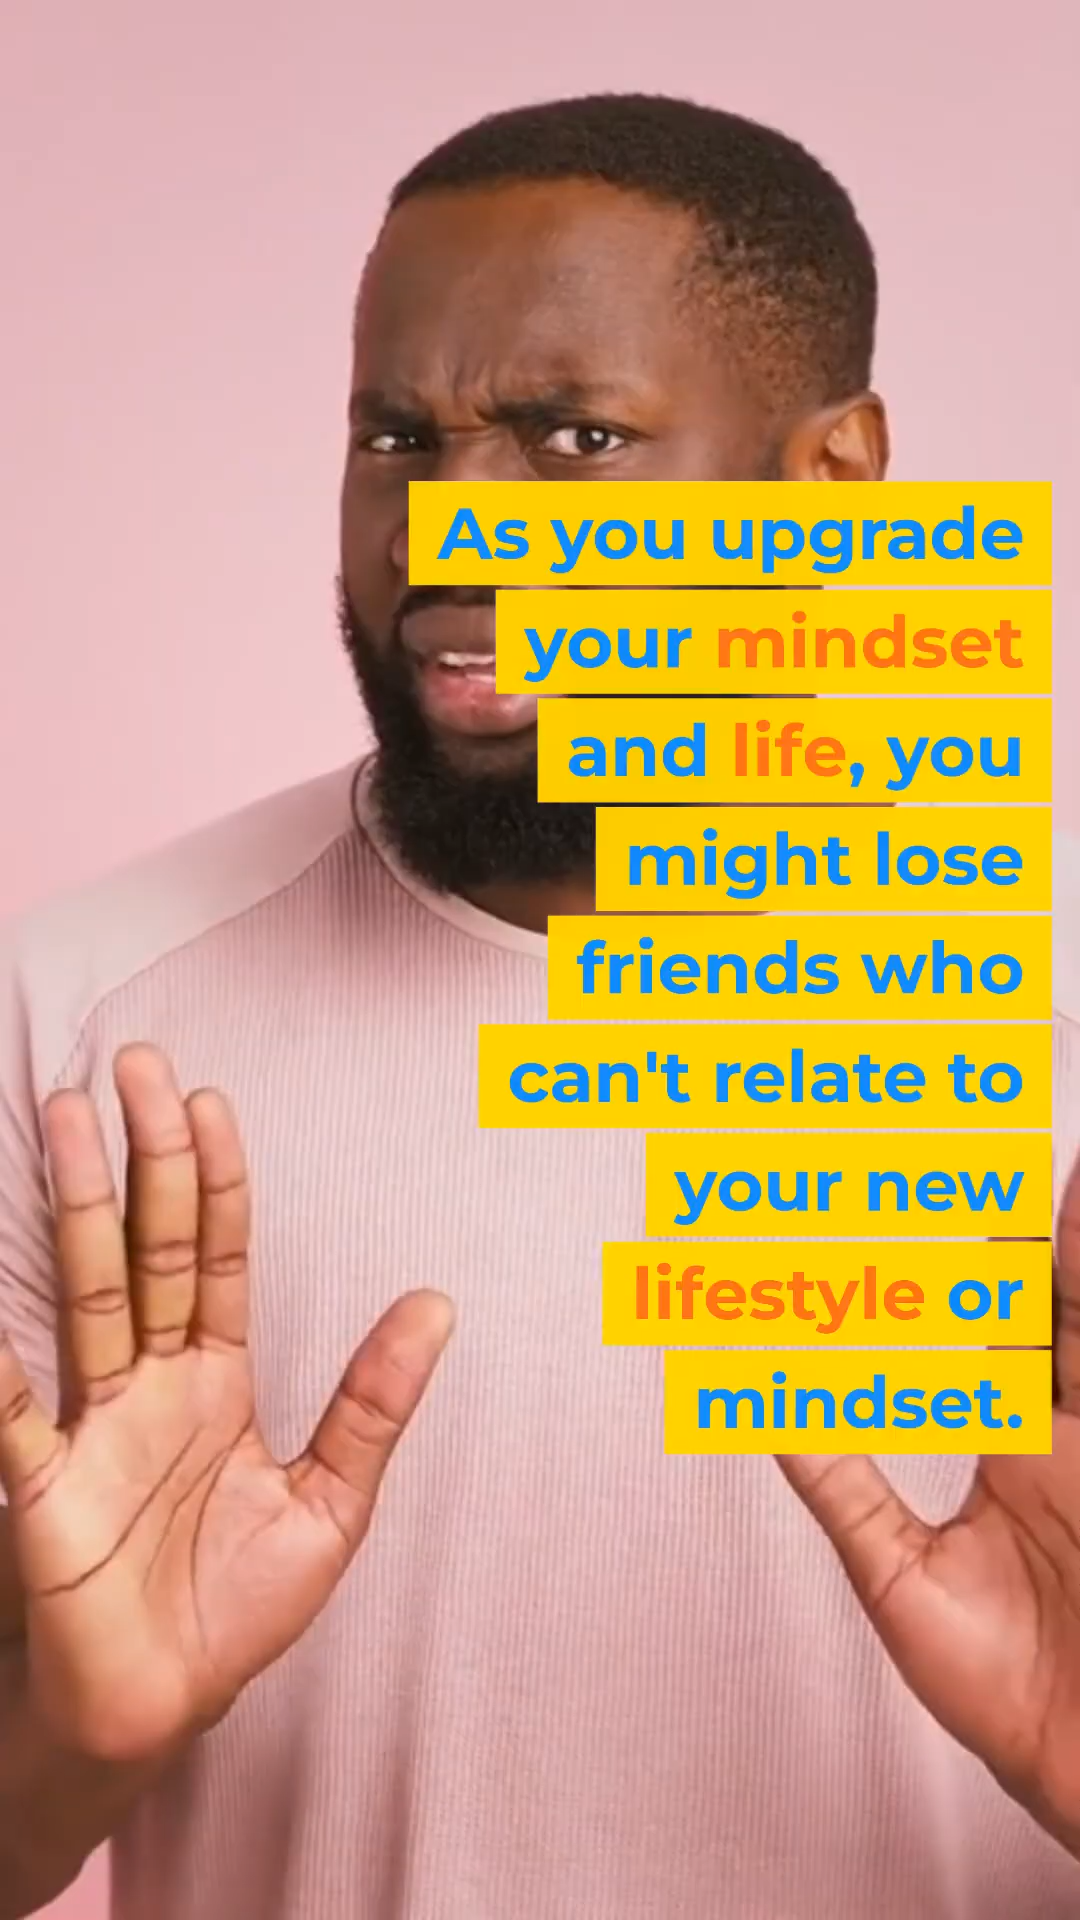 As you upgrade
your mindset
and life, you
might lose
friends who
can't relate to
your new
lifestyle or
mindset.